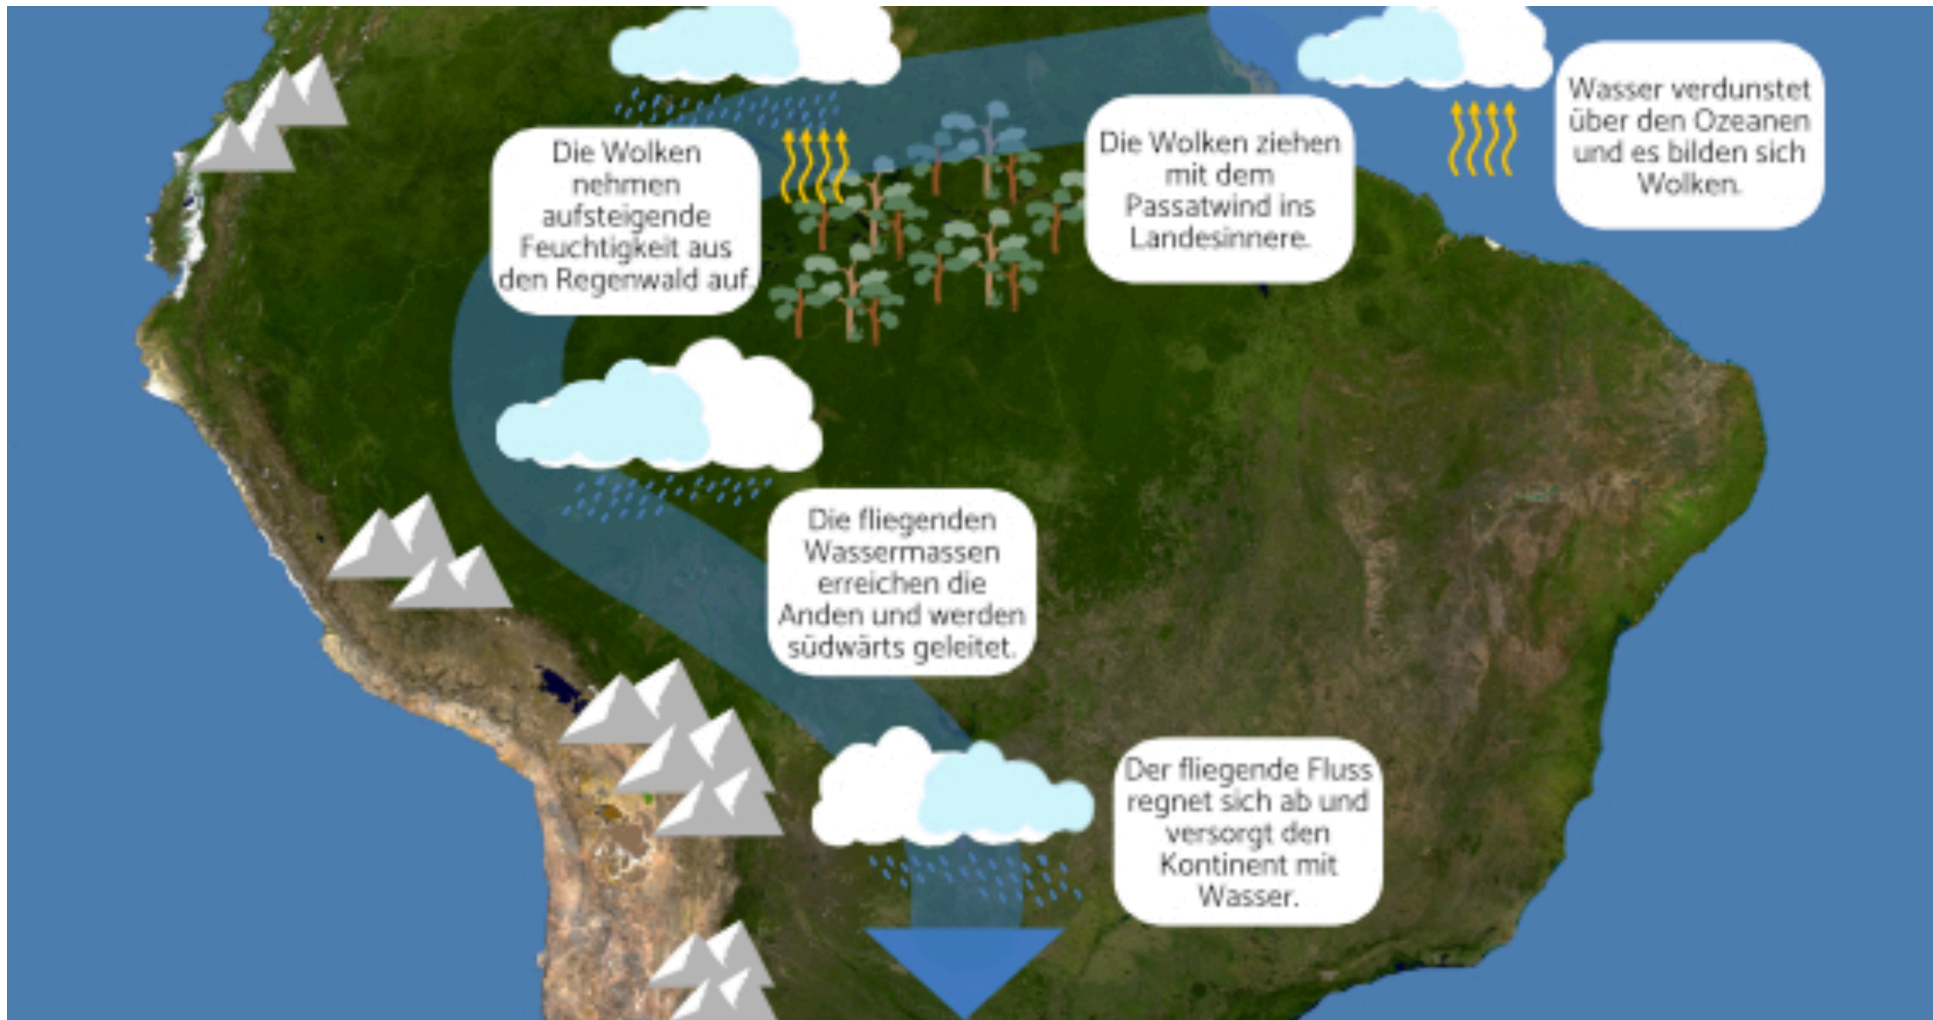 Wasser verdunstet
über den Ozeanen
und es bilden sich
Wolken.
Die Wolken ziehen
mit dem
Passatwind ins
Landesinnere.
Die Wolken
nehmen
aufsteigende
Feuchtigkeit aus
den Regenwald auf.
Die fliegenden
Wassermassen
erreichen die
Anden und werden
südwärts geleitet.
Der fliegende Fluss
regnet sich ab und
versorgt den
Kontinent mit
Wasser.